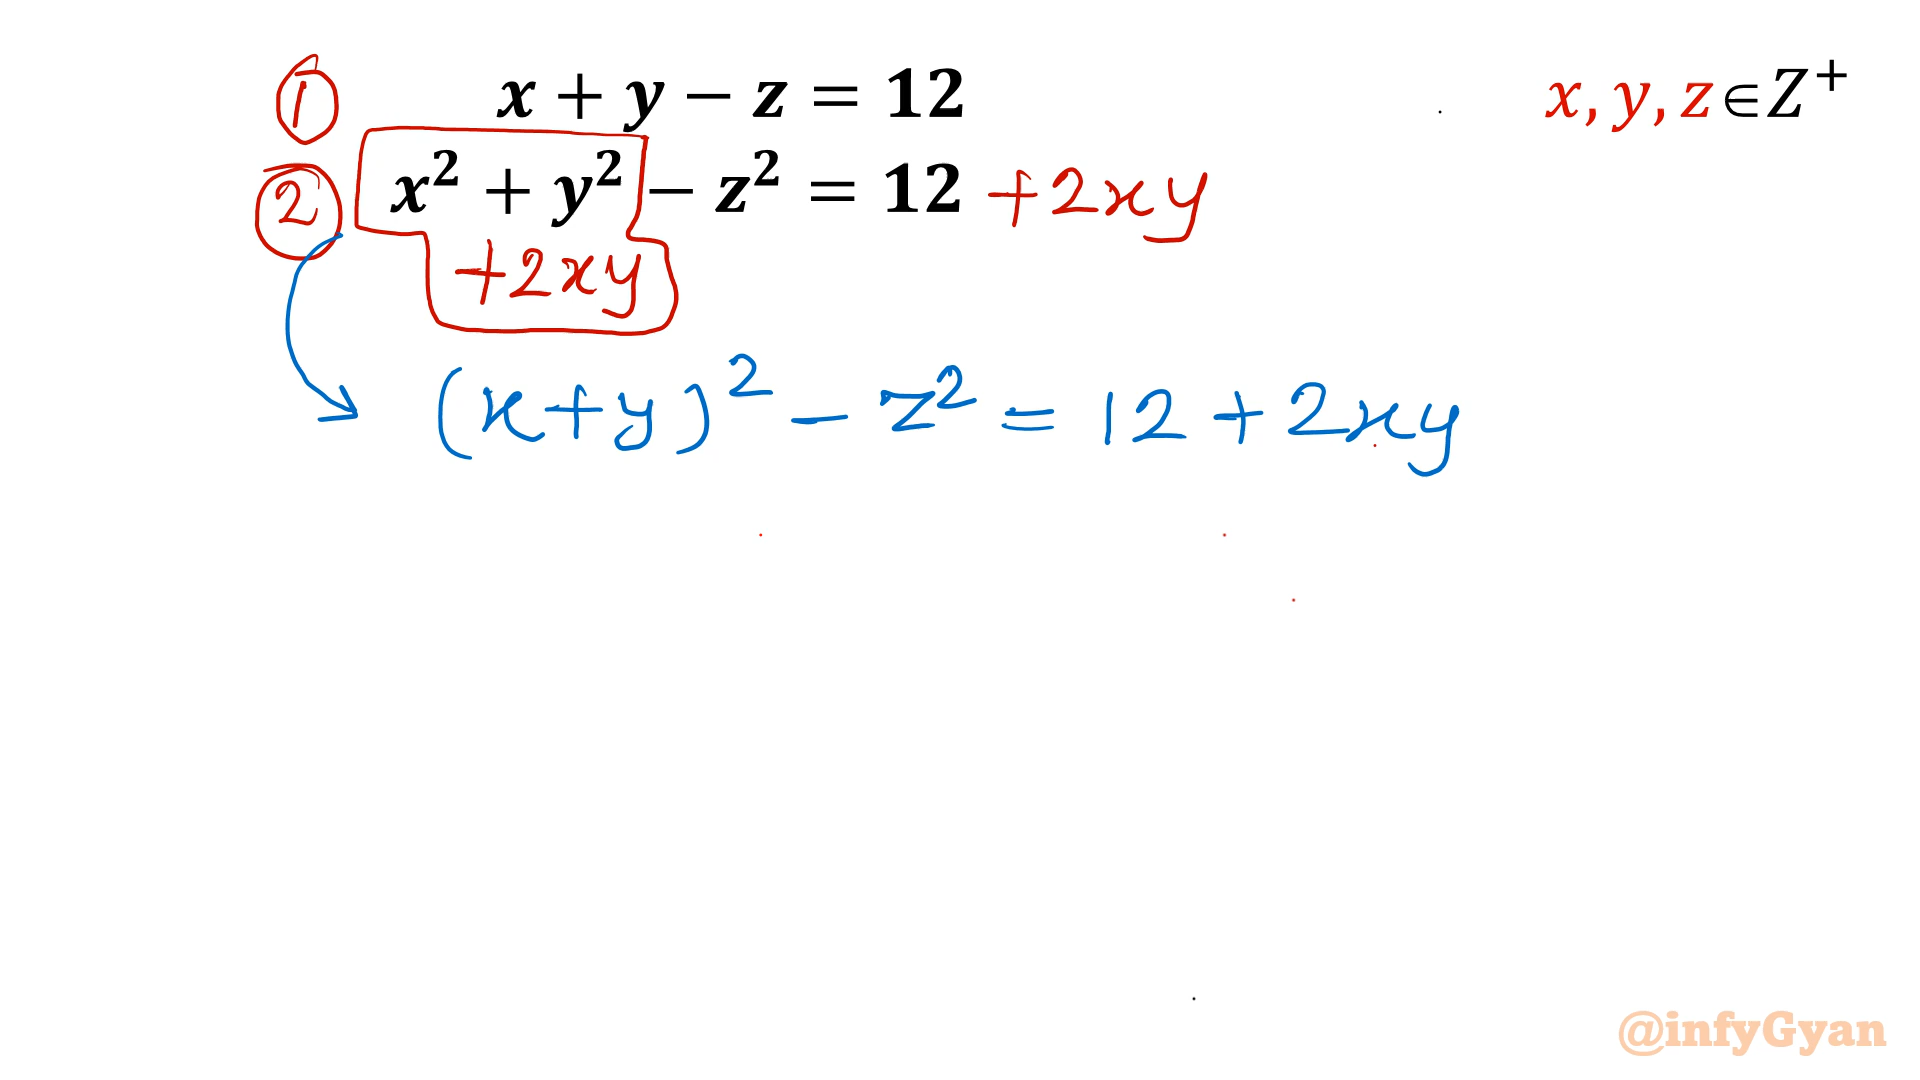 ① x + y − z = 12
x, y, z ∈ Z⁺
② x² + y² − z² = 12 + 2xy
+2xy
(x+y)² − z² = 12 + 2xy
@infyGyan